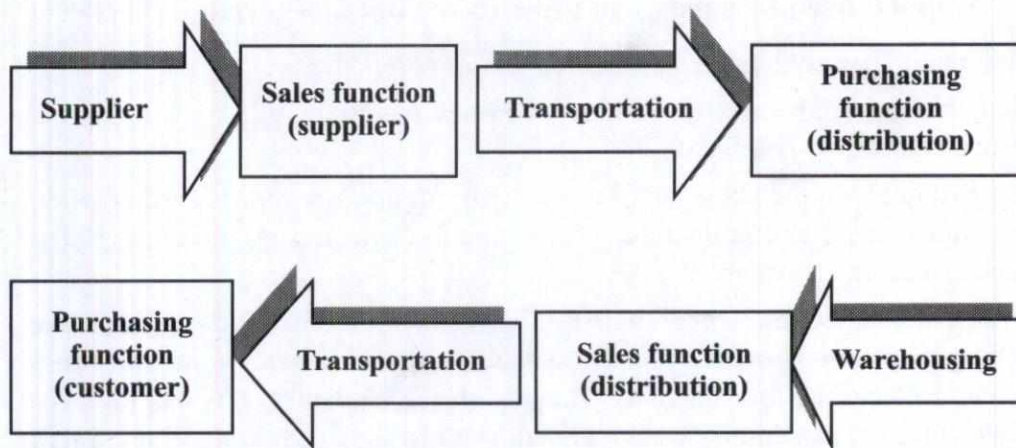 Supplier
Sales function
(supplier)
Transportation
Purchasing
function
(distribution)
Purchasing
function
(customer)
Transportation
Sales function
(distribution)
Warehousing